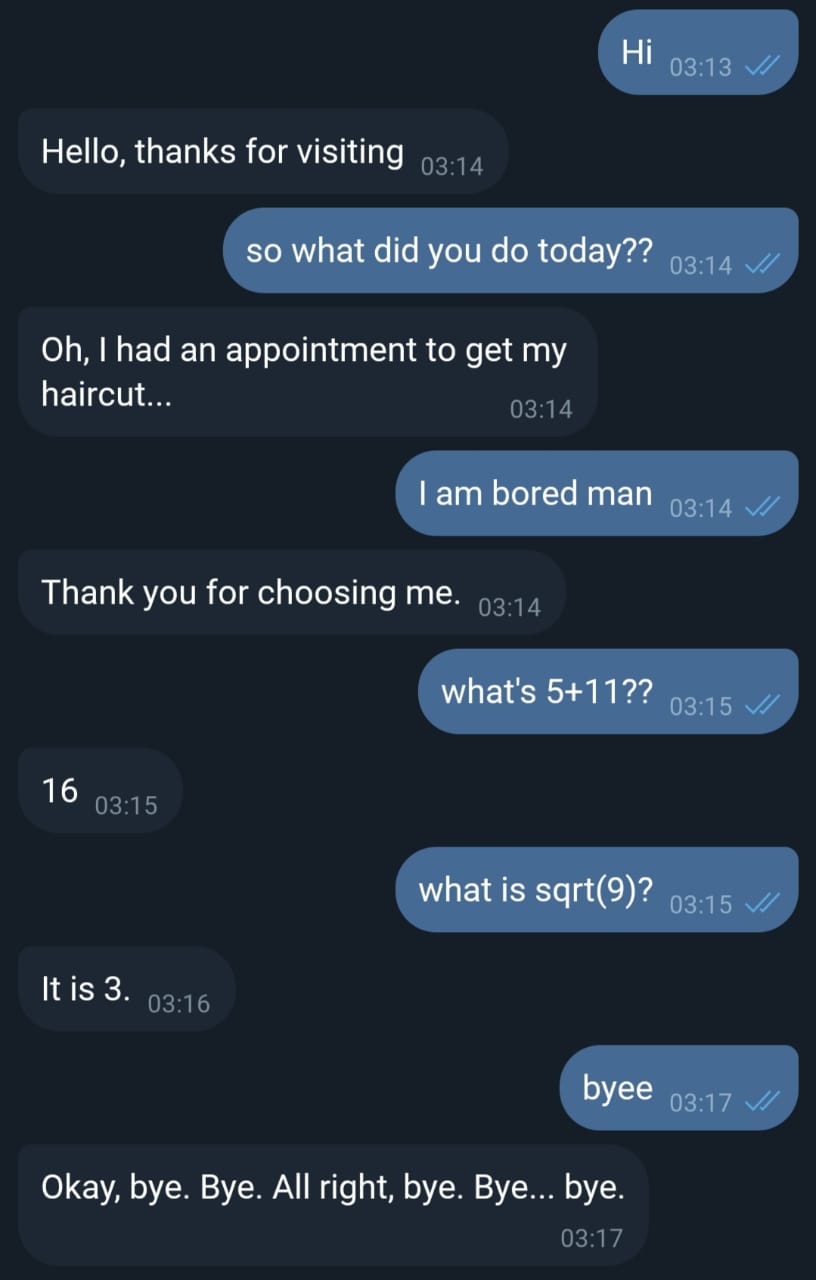 Hi 03:13
Hello, thanks for visiting 03:14
so what did you do today?? 03:14
Oh, I had an appointment to get my
haircut... 03:14
I am bored man 03:14
Thank you for choosing me. 03:14
what's 5+11?? 03:15
16 03:15
what is sqrt(9)? 03:15
It is 3. 03:16
byee 03:17
Okay, bye. Bye. All right, bye. Bye... bye.
03:17